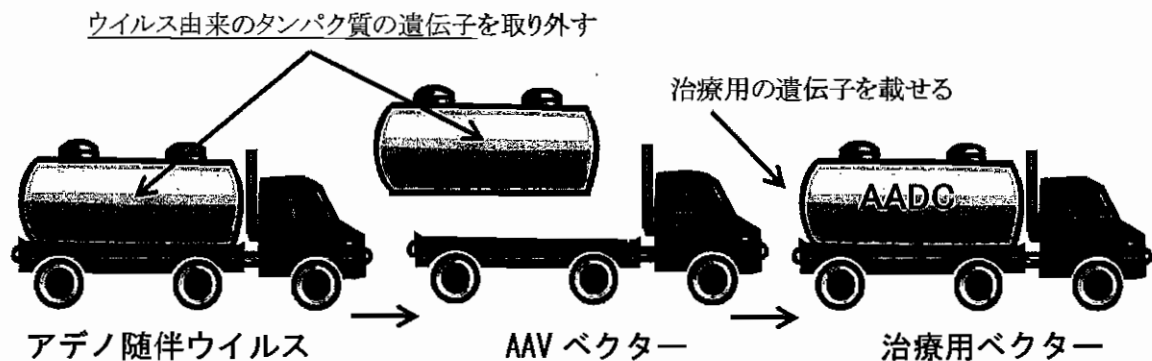 ウイルス由来のタンパク質の遺伝子を取り外す
治療用の遺伝子を載せる
AADC
アデノ随伴ウイルス
AAV ベクター
治療用ベクター